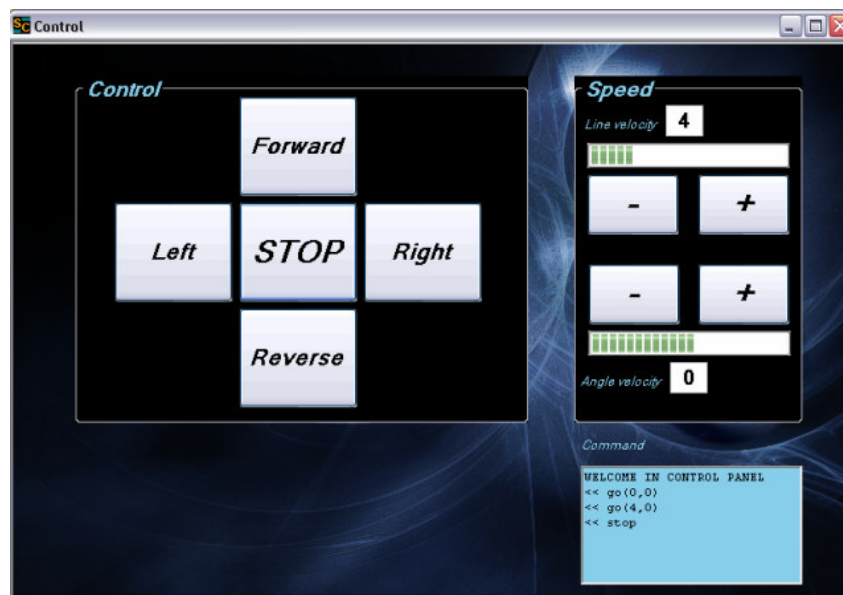 SC Control
Control
Forward
Left STOP Right
Reverse
Speed
Line velocity 4
- +
- +
Angle velocity 0
Command
WELCOME IN CONTROL PANEL
<< go(0,0)
<< go(4,0)
<< stop